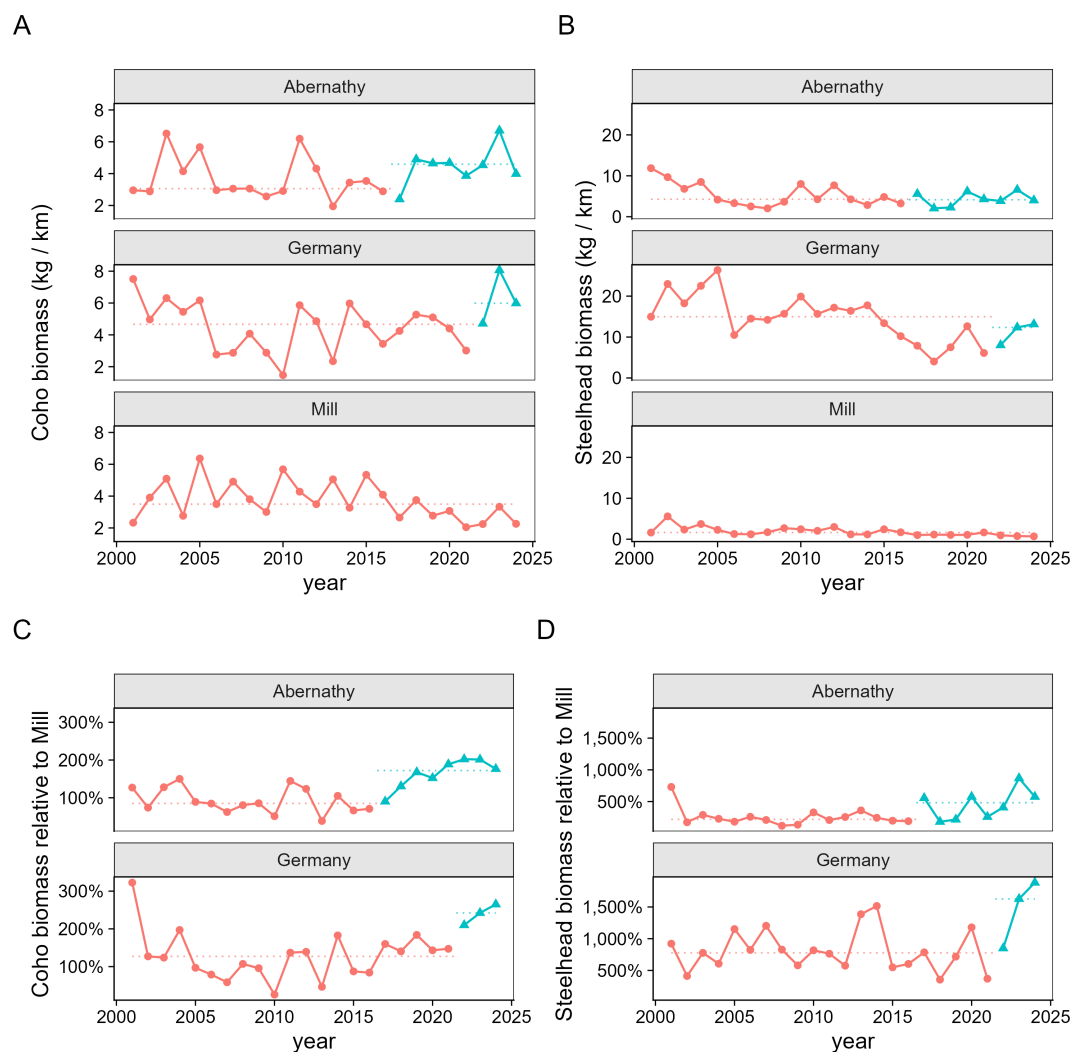 A
Coho biomass (kg / km)
Abernathy
8
6
4
2
Germany
8
6
4
2
Mill
8
6
4
2
2000 2005 2010 2015 2020 2025
year
B
Steelhead biomass (kg / km)
Abernathy
20
10
0
Germany
20
10
0
Mill
20
10
0
2000 2005 2010 2015 2020 2025
year
C
Coho biomass relative to Mill
Abernathy
300%
200%
100%
Germany
300%
200%
100%
2000 2005 2010 2015 2020 2025
year
D
Steelhead biomass relative to Mill
Abernathy
1,500%
1,000%
500%
Germany
1,500%
1,000%
500%
2000 2005 2010 2015 2020 2025
year